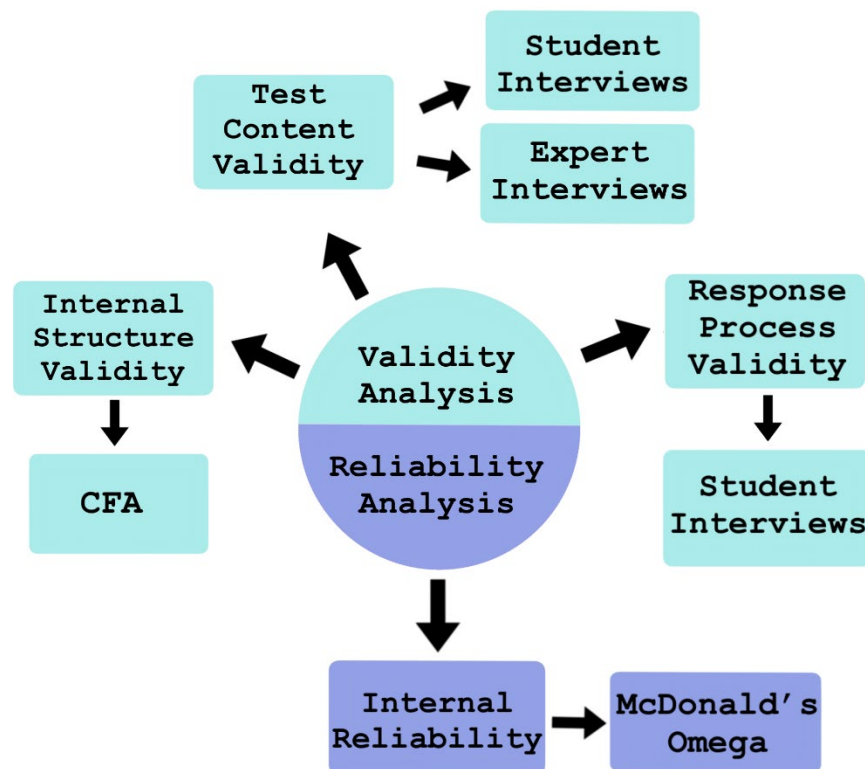 Student
Interviews
Test
Content
Validity
Expert
Interviews
Internal
Structure
Validity
Response
Process
Validity
Validity
Analysis
Reliability
Analysis
CFA
Student
Interviews
Internal
Reliability
McDonald's
Omega